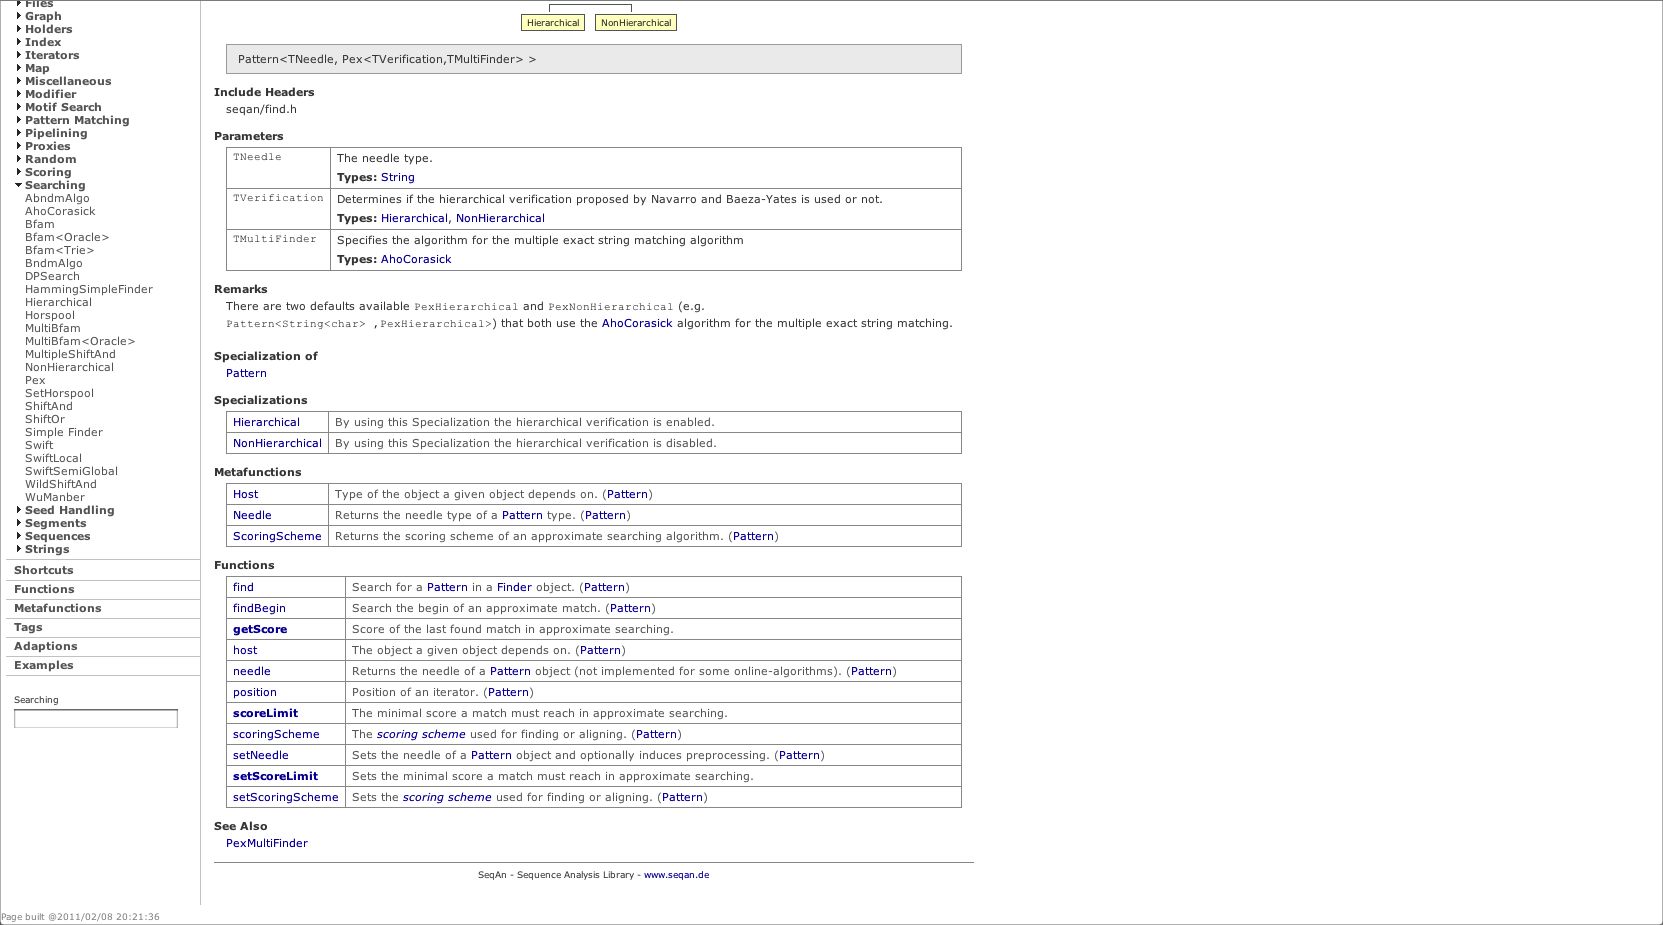 Files
Graph
Holders
Index
Iterators
Map
Miscellaneous
Modifier
Motif Search
Pattern Matching
Pipelining
Proxies
Random
Scoring
Searching
AbndmAlgo
AhoCorasick
Bfam
Bfam<Oracle>
Bfam<Trie>
BndmAlgo
DPSearch
HammingSimpleFinder
Hierarchical
Horspool
MultiBfam
MultiBfam<Oracle>
MultipleShiftAnd
NonHierarchical
Pex
SetHorspool
ShiftAnd
ShiftOr
Simple Finder
Swift
SwiftLocal
SwiftSemiGlobal
WildShiftAnd
WuManber
Seed Handling
Segments
Sequences
Strings
Shortcuts
Functions
Metafunctions
Tags
Adaptions
Examples
Searching
Hierarchical NonHierarchical
Pattern<TNeedle, Pex<TVerification,TMultiFinder> >
Include Headers
seqan/find.h
Parameters
TNeedle The needle type.
Types: String
TVerification Determines if the hierarchical verification proposed by Navarro and Baeza-Yates is used or not.
Types: Hierarchical, NonHierarchical
TMultiFinder Specifies the algorithm for the multiple exact string matching algorithm
Types: AhoCorasick
Remarks
There are two defaults available PexHierarchical and PexNonHierarchical (e.g.
Pattern<String<char> ,PexHierarchical>) that both use the AhoCorasick algorithm for the multiple exact string matching.
Specialization of
Pattern
Specializations
Hierarchical By using this Specialization the hierarchical verification is enabled.
NonHierarchical By using this Specialization the hierarchical verification is disabled.
Metafunctions
Host Type of the object a given object depends on. (Pattern)
Needle Returns the needle type of a Pattern type. (Pattern)
ScoringScheme Returns the scoring scheme of an approximate searching algorithm. (Pattern)
Functions
find Search for a Pattern in a Finder object. (Pattern)
findBegin Search the begin of an approximate match. (Pattern)
getScore Score of the last found match in approximate searching.
host The object a given object depends on. (Pattern)
needle Returns the needle of a Pattern object (not implemented for some online-algorithms). (Pattern)
position Position of an iterator. (Pattern)
scoreLimit The minimal score a match must reach in approximate searching.
scoringScheme The scoring scheme used for finding or aligning. (Pattern)
setNeedle Sets the needle of a Pattern object and optionally induces preprocessing. (Pattern)
setScoreLimit Sets the minimal score a match must reach in approximate searching.
setScoringScheme Sets the scoring scheme used for finding or aligning. (Pattern)
See Also
PexMultiFinder
SeqAn - Sequence Analysis Library - www.seqan.de
Page built @2011/02/08 20:21:36